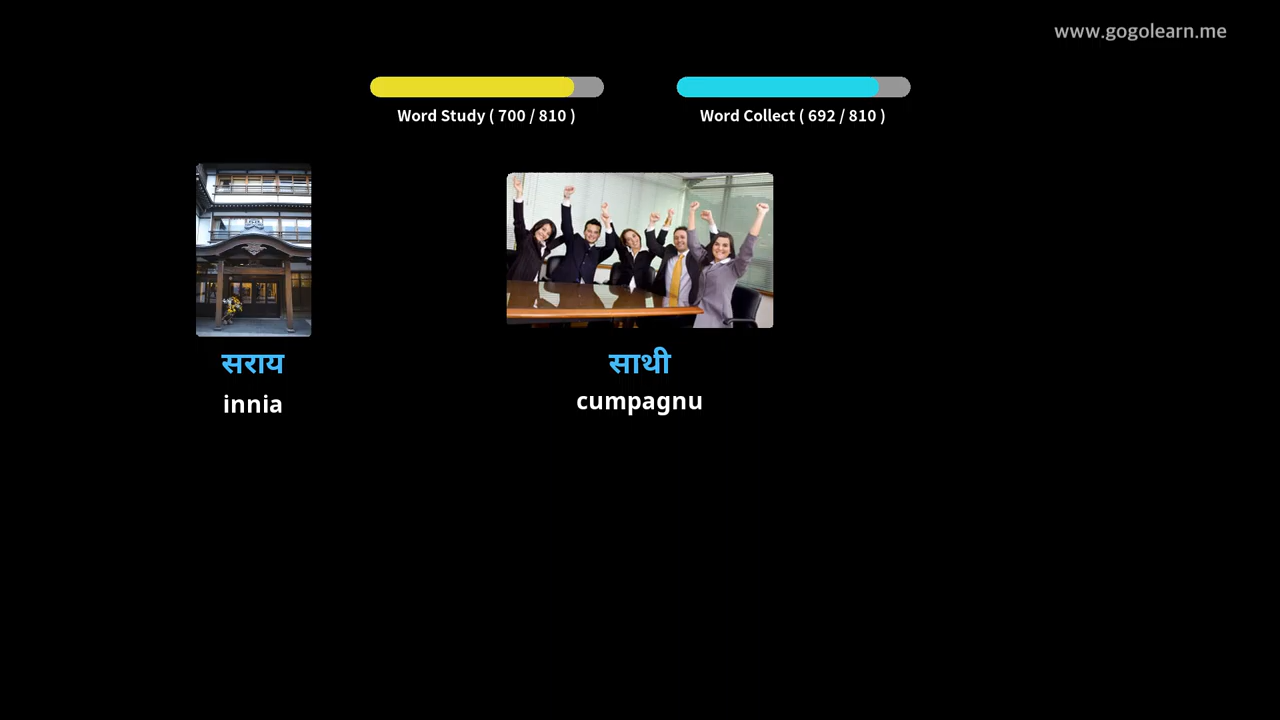 www.gogolearn.me
Word Study ( 700 / 810 )
Word Collect ( 692 / 810 )
सराय
innia
साथी
cumpagnu